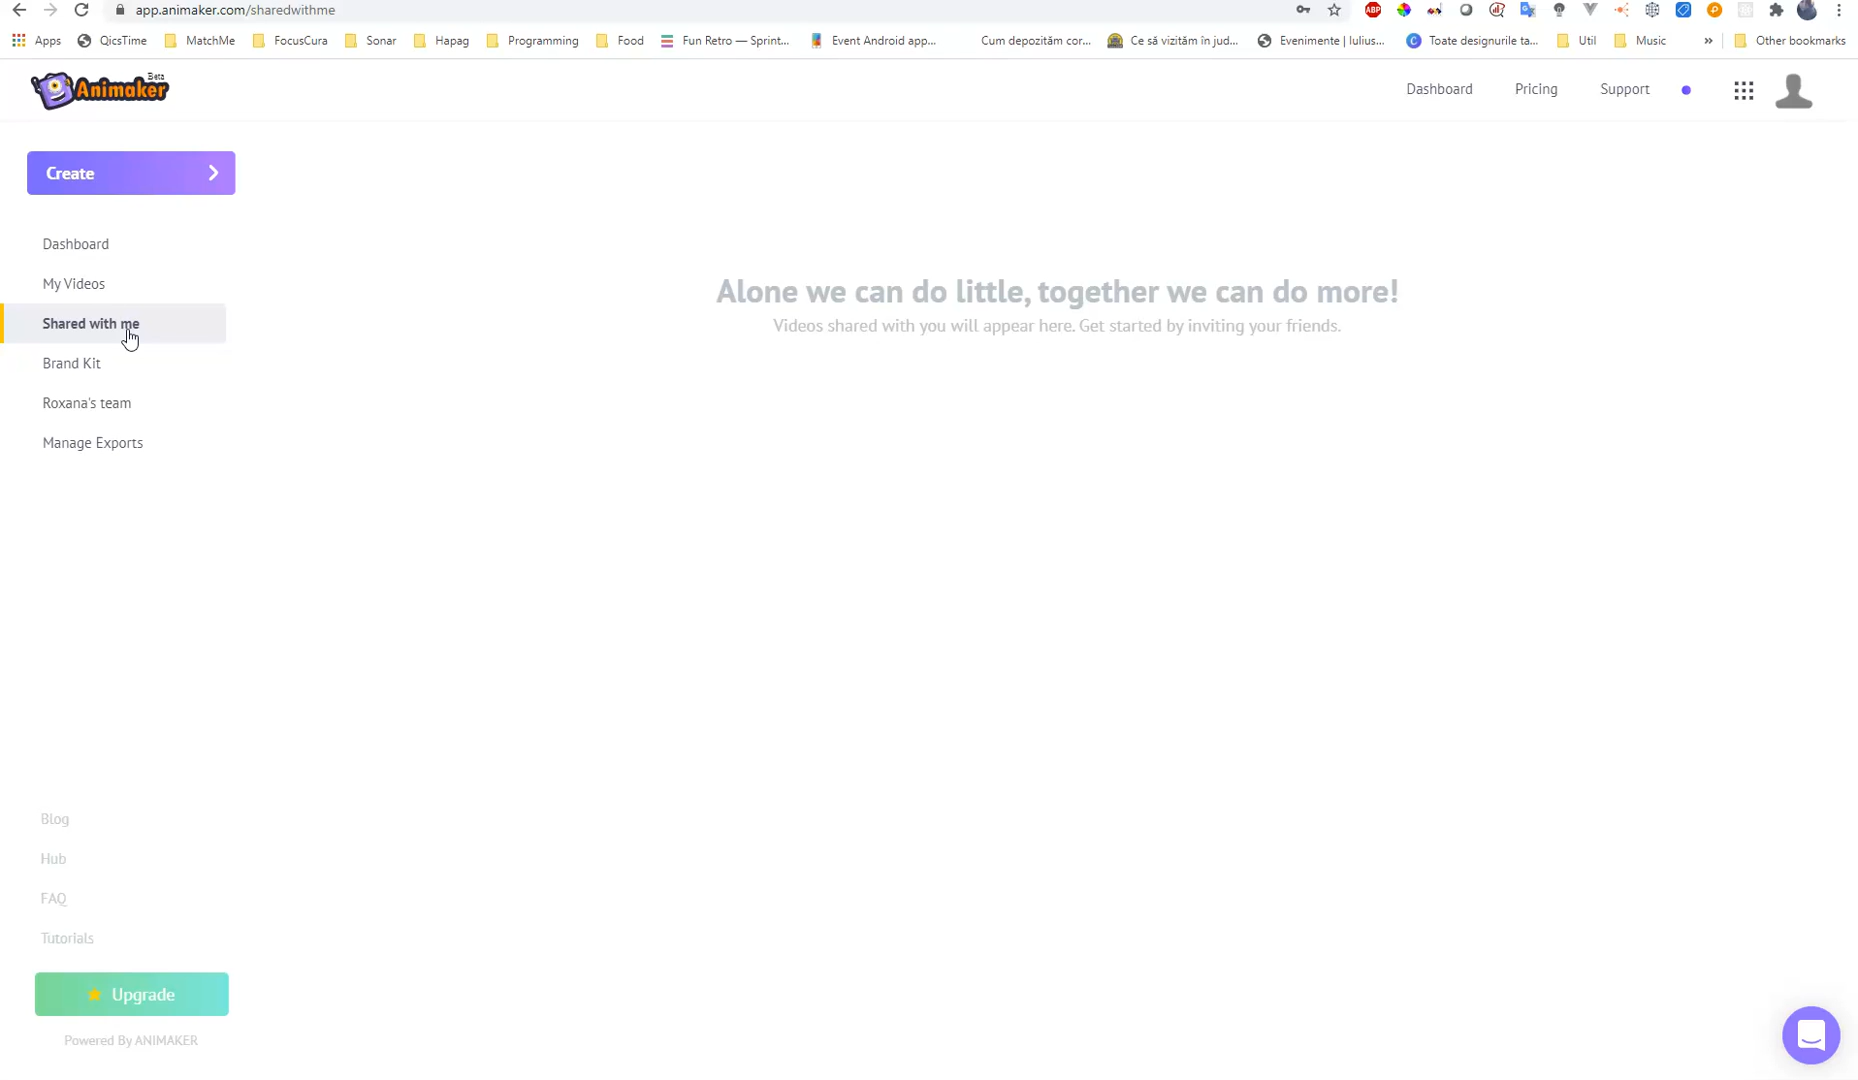 app.animaker.com/sharedwithme
ABP
Apps QicsTime MatchMe FocusCura Sonar Hapag Programming Food Fun Retro — Sprint... Event Android app... Cum depozităm cor... Ce să vizităm în jud... Evenimente | Iulius... Toate designurile ta... Util Music » Other bookmarks
Animaker Beta
Dashboard Pricing Support
Create
Dashboard
My Videos
Shared with me
Brand Kit
Roxana's team
Manage Exports
Alone we can do little, together we can do more!
Videos shared with you will appear here. Get started by inviting your friends.
Blog
Hub
FAQ
Tutorials
Upgrade
Powered By ANIMAKER